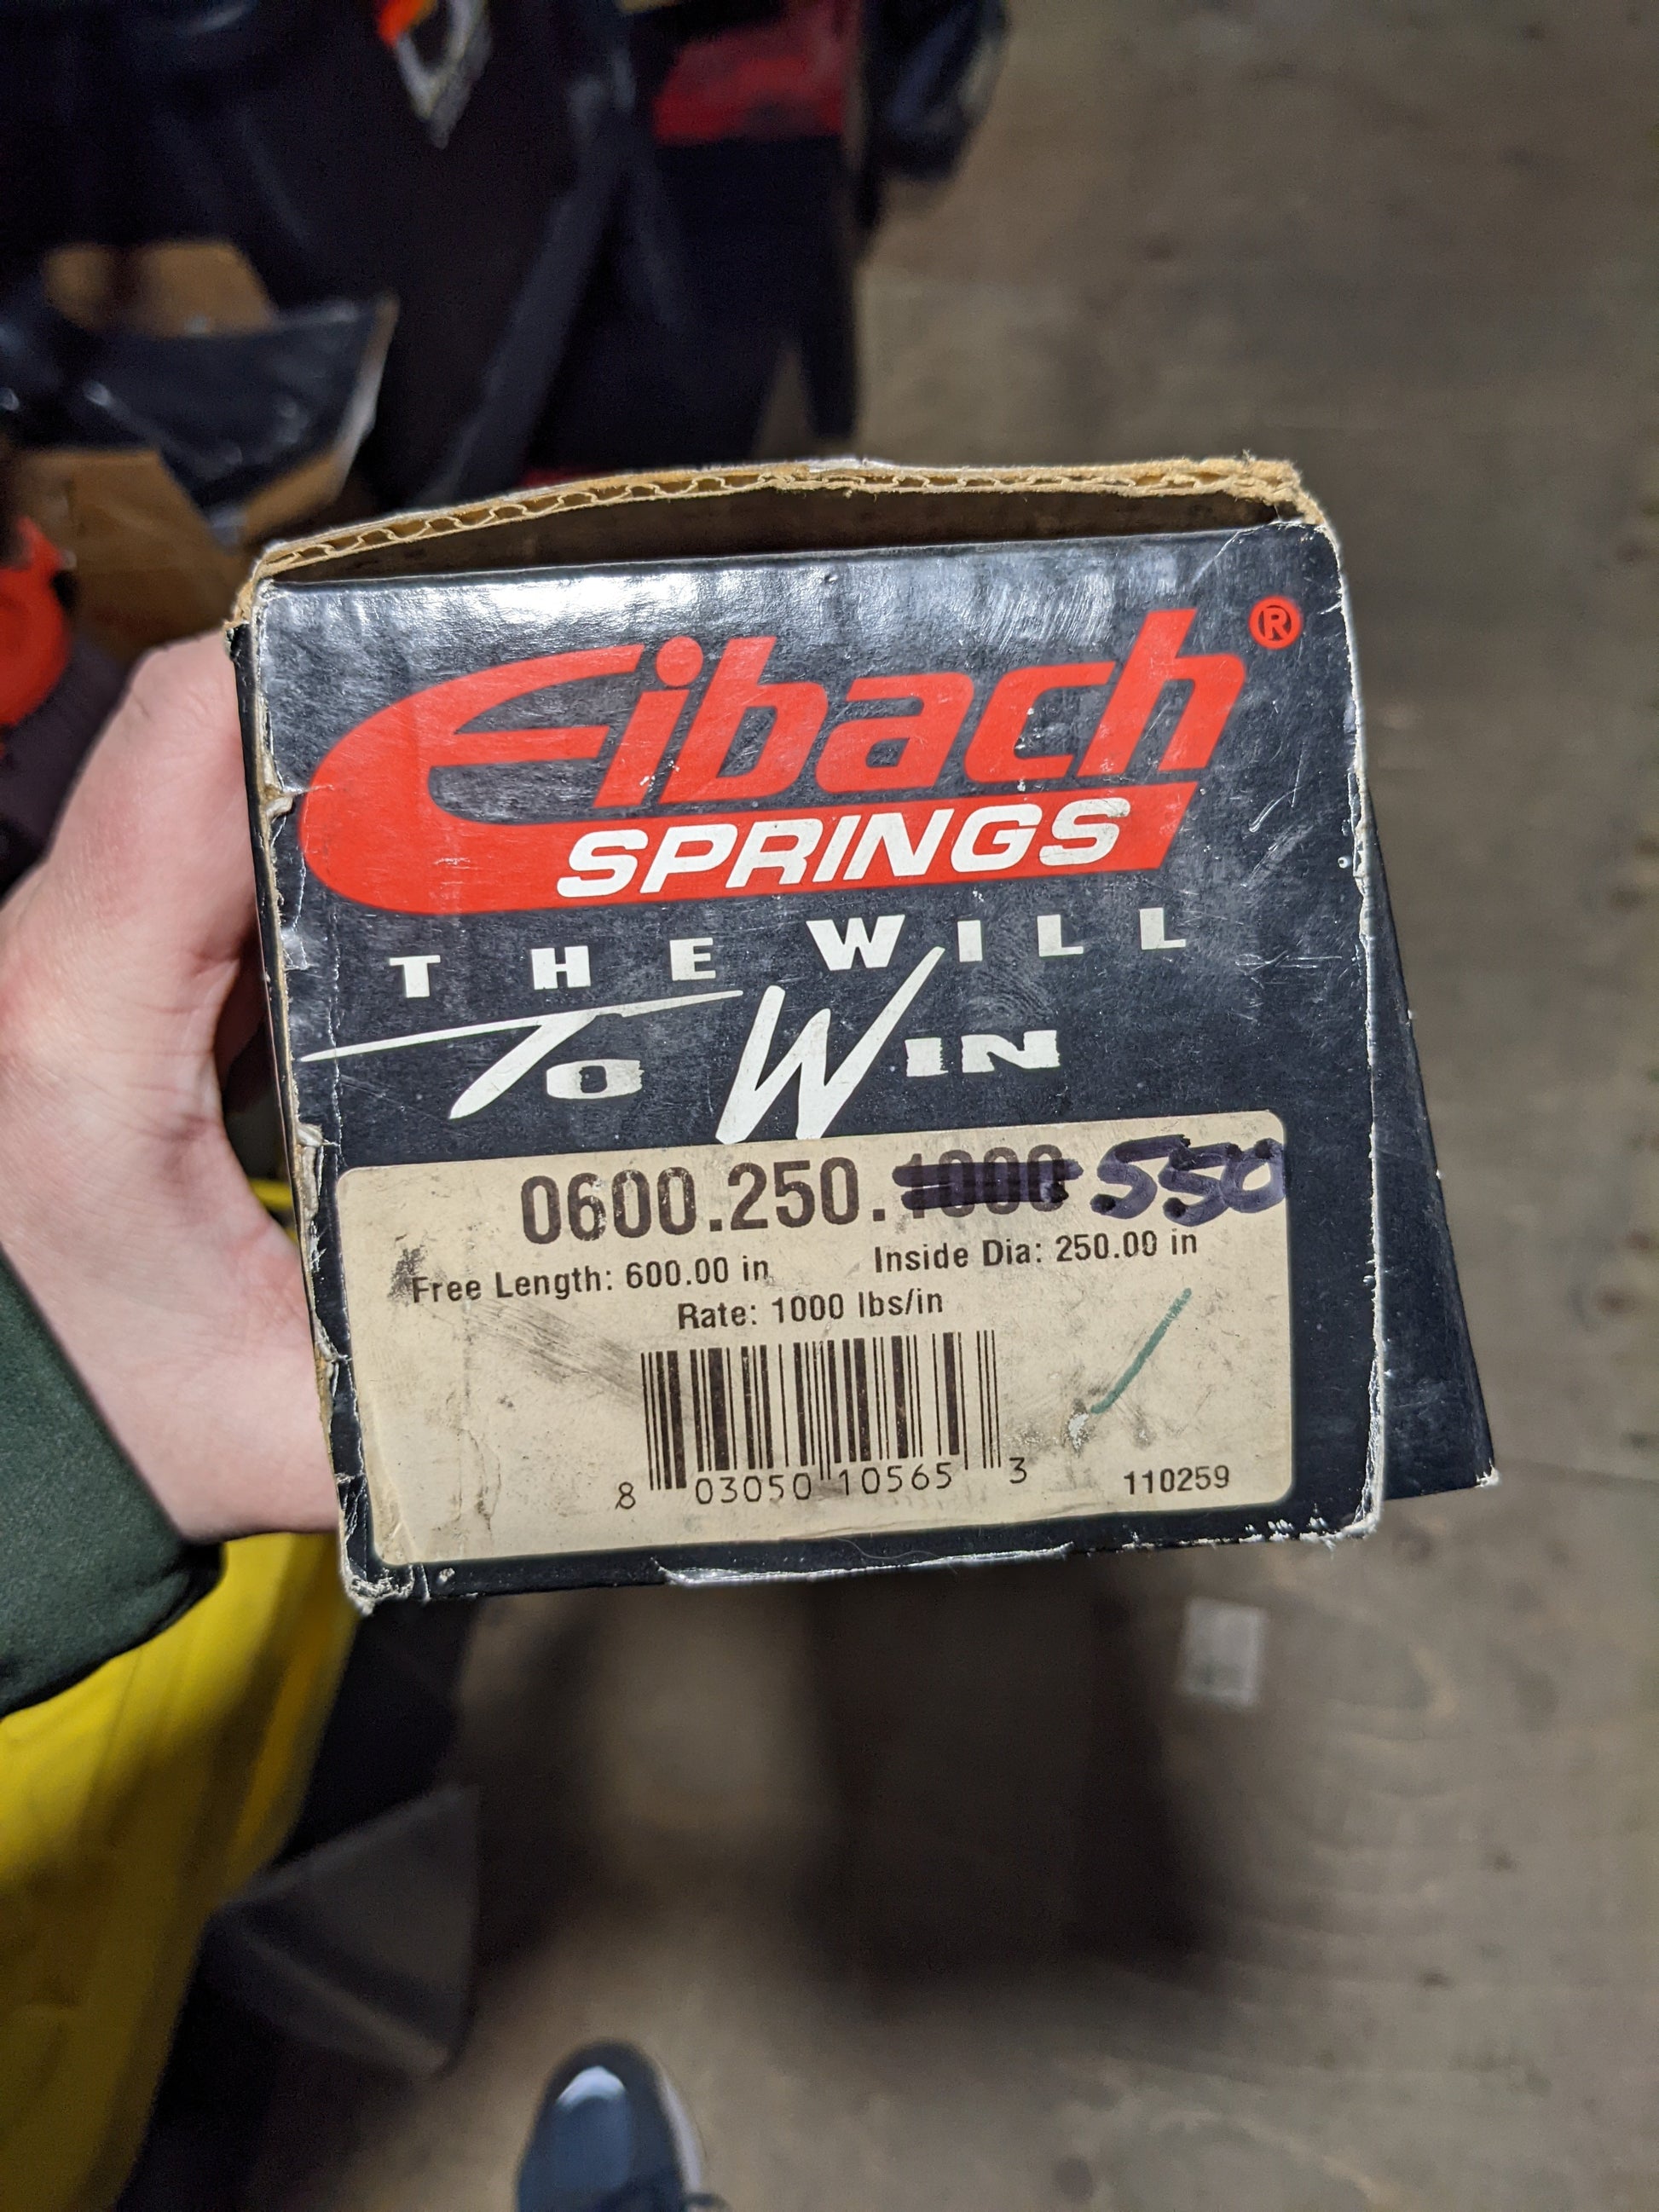 Eibach®
SPRINGS
THE WILL
TO WIN
0600.250.1000 550
Free Length: 600.00 in Inside Dia: 250.00 in
Rate: 1000 lbs/in
8 03050 10565 3
110259